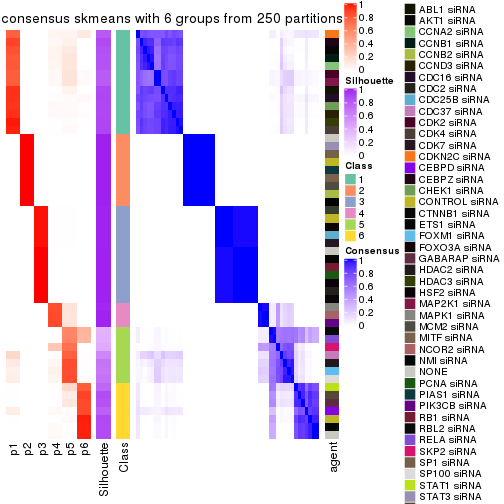 consensus skmeans with 6 groups from 250 partitions
p1
p2
p3
p4
p5
p6
Silhouette
Class
agent
1
0.8
0.6
0.4
0.2
0
Silhouette
1
0.8
0.6
0.4
0.2
0
Class
1
2
3
4
5
6
Consensus
1
0.8
0.6
0.4
0.2
0
ABL1 siRNA
AKT1 siRNA
CCNA2 siRNA
CCNB1 siRNA
CCNB2 siRNA
CCND3 siRNA
CDC16 siRNA
CDC2 siRNA
CDC25B siRNA
CDC37 siRNA
CDK2 siRNA
CDK4 siRNA
CDK7 siRNA
CDKN2C siRNA
CEBPD siRNA
CEBPZ siRNA
CHEK1 siRNA
CONTROL siRNA
CTNNB1 siRNA
ETS1 siRNA
FOXM1 siRNA
FOXO3A siRNA
GABARAP siRNA
HDAC2 siRNA
HDAC3 siRNA
HSF2 siRNA
MAP2K1 siRNA
MAPK1 siRNA
MCM2 siRNA
MITF siRNA
NCOR2 siRNA
NMI siRNA
NONE
PCNA siRNA
PIAS1 siRNA
PIK3CB siRNA
RB1 siRNA
RBL2 siRNA
RELA siRNA
SKP2 siRNA
SP1 siRNA
SP100 siRNA
STAT1 siRNA
STAT3 siRNA